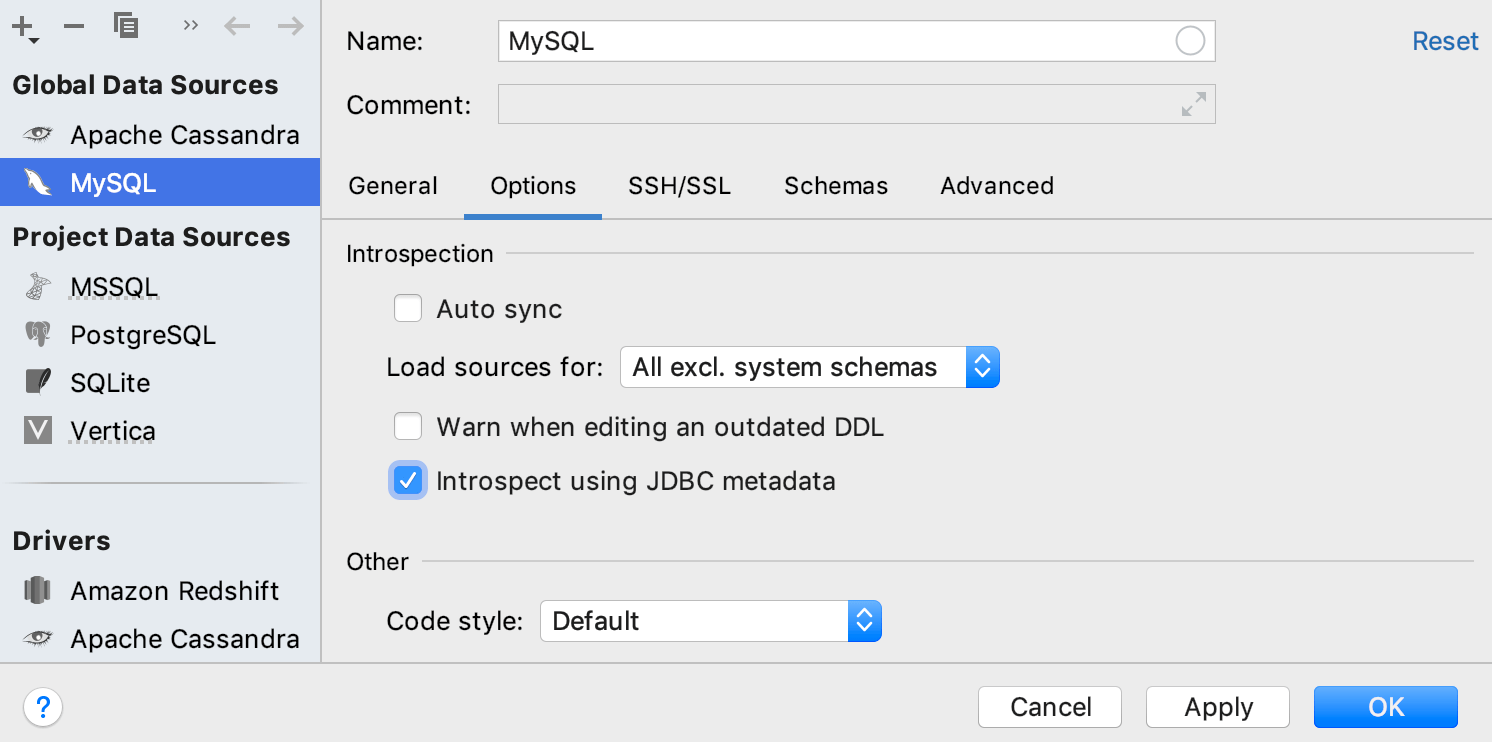 Global Data Sources
Apache Cassandra
MySQL
Project Data Sources
MSSQL
PostgreSQL
SQLite
Vertica
Drivers
Amazon Redshift
Apache Cassandra
Name: MySQL Reset
Comment:
General Options SSH/SSL Schemas Advanced
Introspection
Auto sync
Load sources for: All excl. system schemas
Warn when editing an outdated DDL
Introspect using JDBC metadata
Other
Code style: Default
? Cancel Apply OK